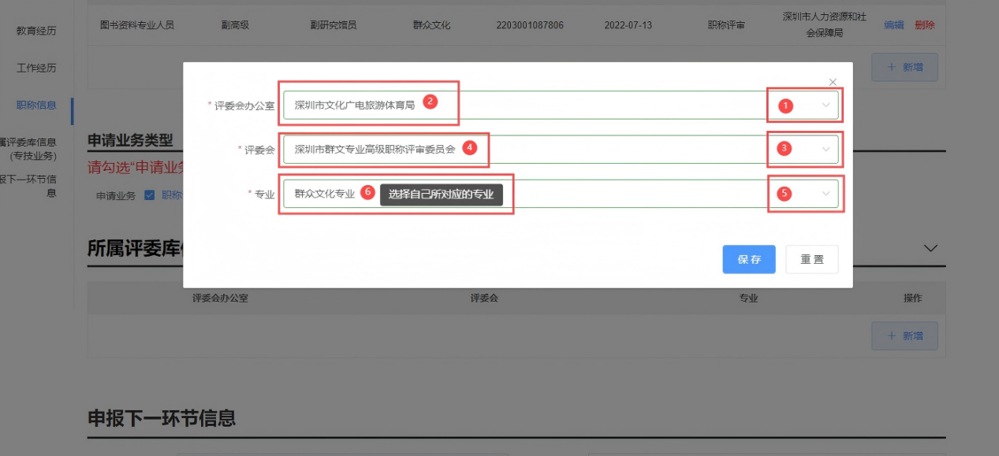 教育经历
图书资料专业人员 副高级 副研究馆员 群众文化 2203001087806 2022-07-13 职称评审 深圳市人力资源和社
会保障局 编辑 删除
工作经历
+ 新增
职称信息
* 评委会办公室 深圳市文化广电旅游体育局 2 1
属评委库信息
(专技业务)
申请业务类型
* 评委会 深圳市群文专业高级职称评审委员会 4 3
请勾选“申请业务
报下一环节信
息
申请业务 职称
* 专业 群众文化专业 6 选择自己所对应的专业 5
所属评委库
保存 重置
评委会办公室 评委会 专业 操作
+ 新增
申报下一环节信息